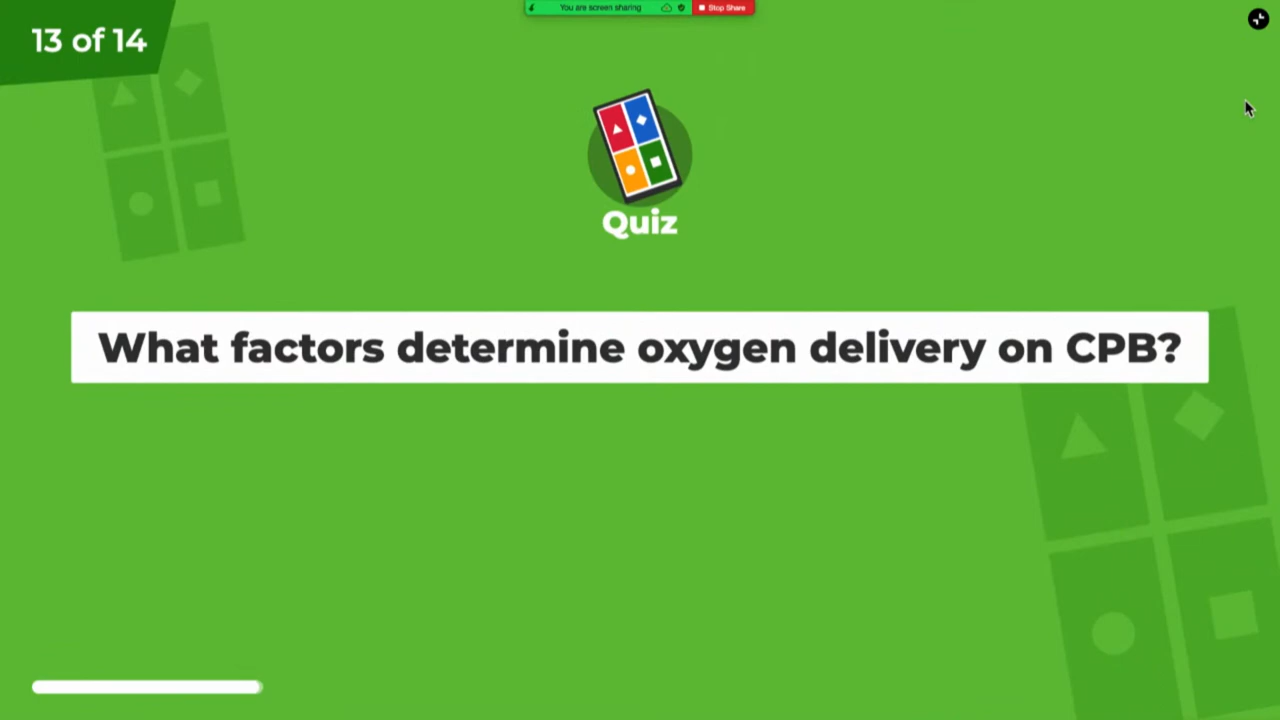 You are screen sharing
Stop Share
13 of 14
Quiz
What factors determine oxygen delivery on CPB?